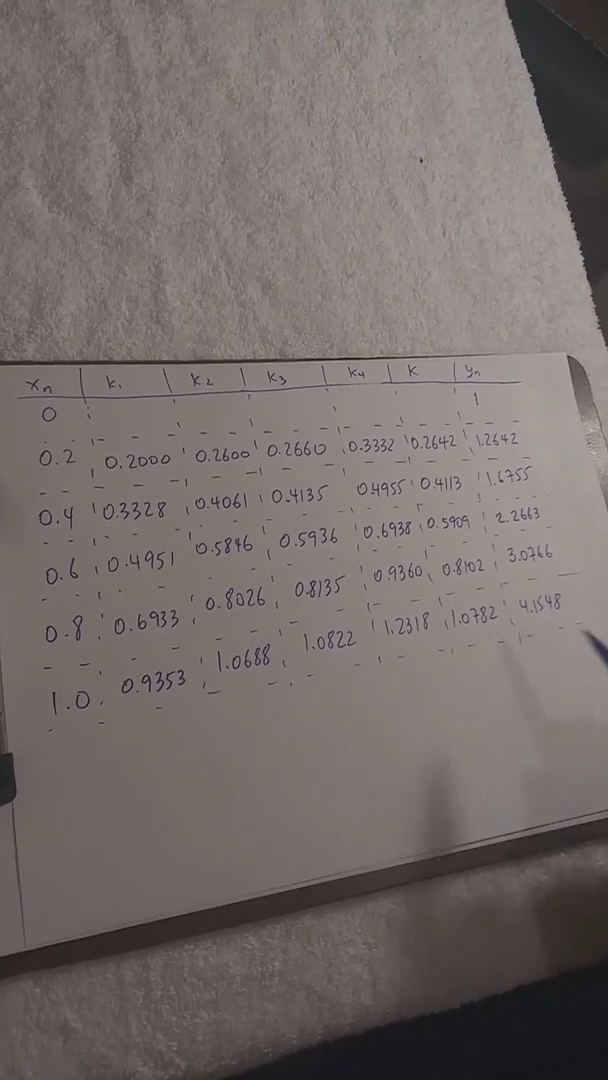 xn | k1 | k2 | k3 | k4 | K | yn
0 1
0.2 0.2000 0.2600 0.2660 0.3332 0.2642 1.2642
0.4 0.3328 0.4061 0.4135 0.4955 0.4113 1.6755
0.6 0.4951 0.5846 0.5936 0.6938 0.5909 2.2663
0.8 0.6933 0.8026 0.8135 0.9360 0.8102 3.0766
1.0 0.9353 1.0688 1.0822 1.2318 1.0782 4.1548